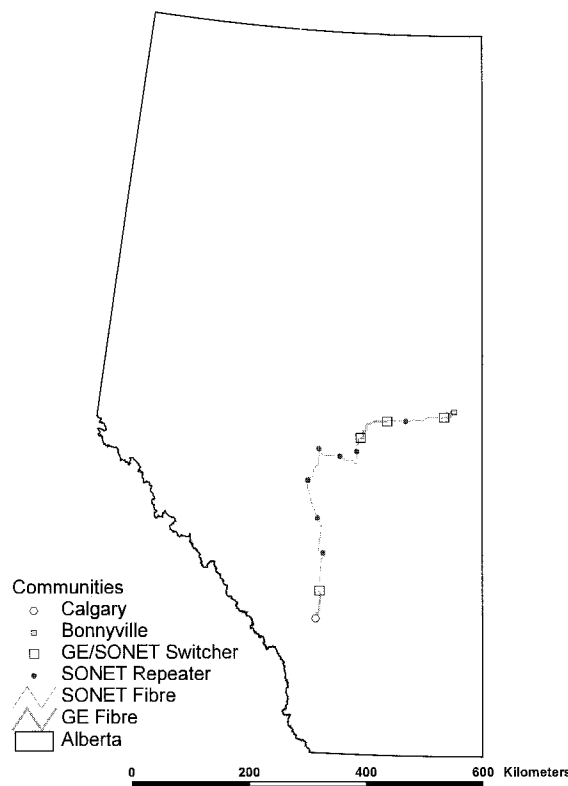 Communities
Calgary
Bonnyville
GE/SONET Switcher
SONET Repeater
SONET Fibre
GE Fibre
Alberta
0 200 400 600 Kilometers